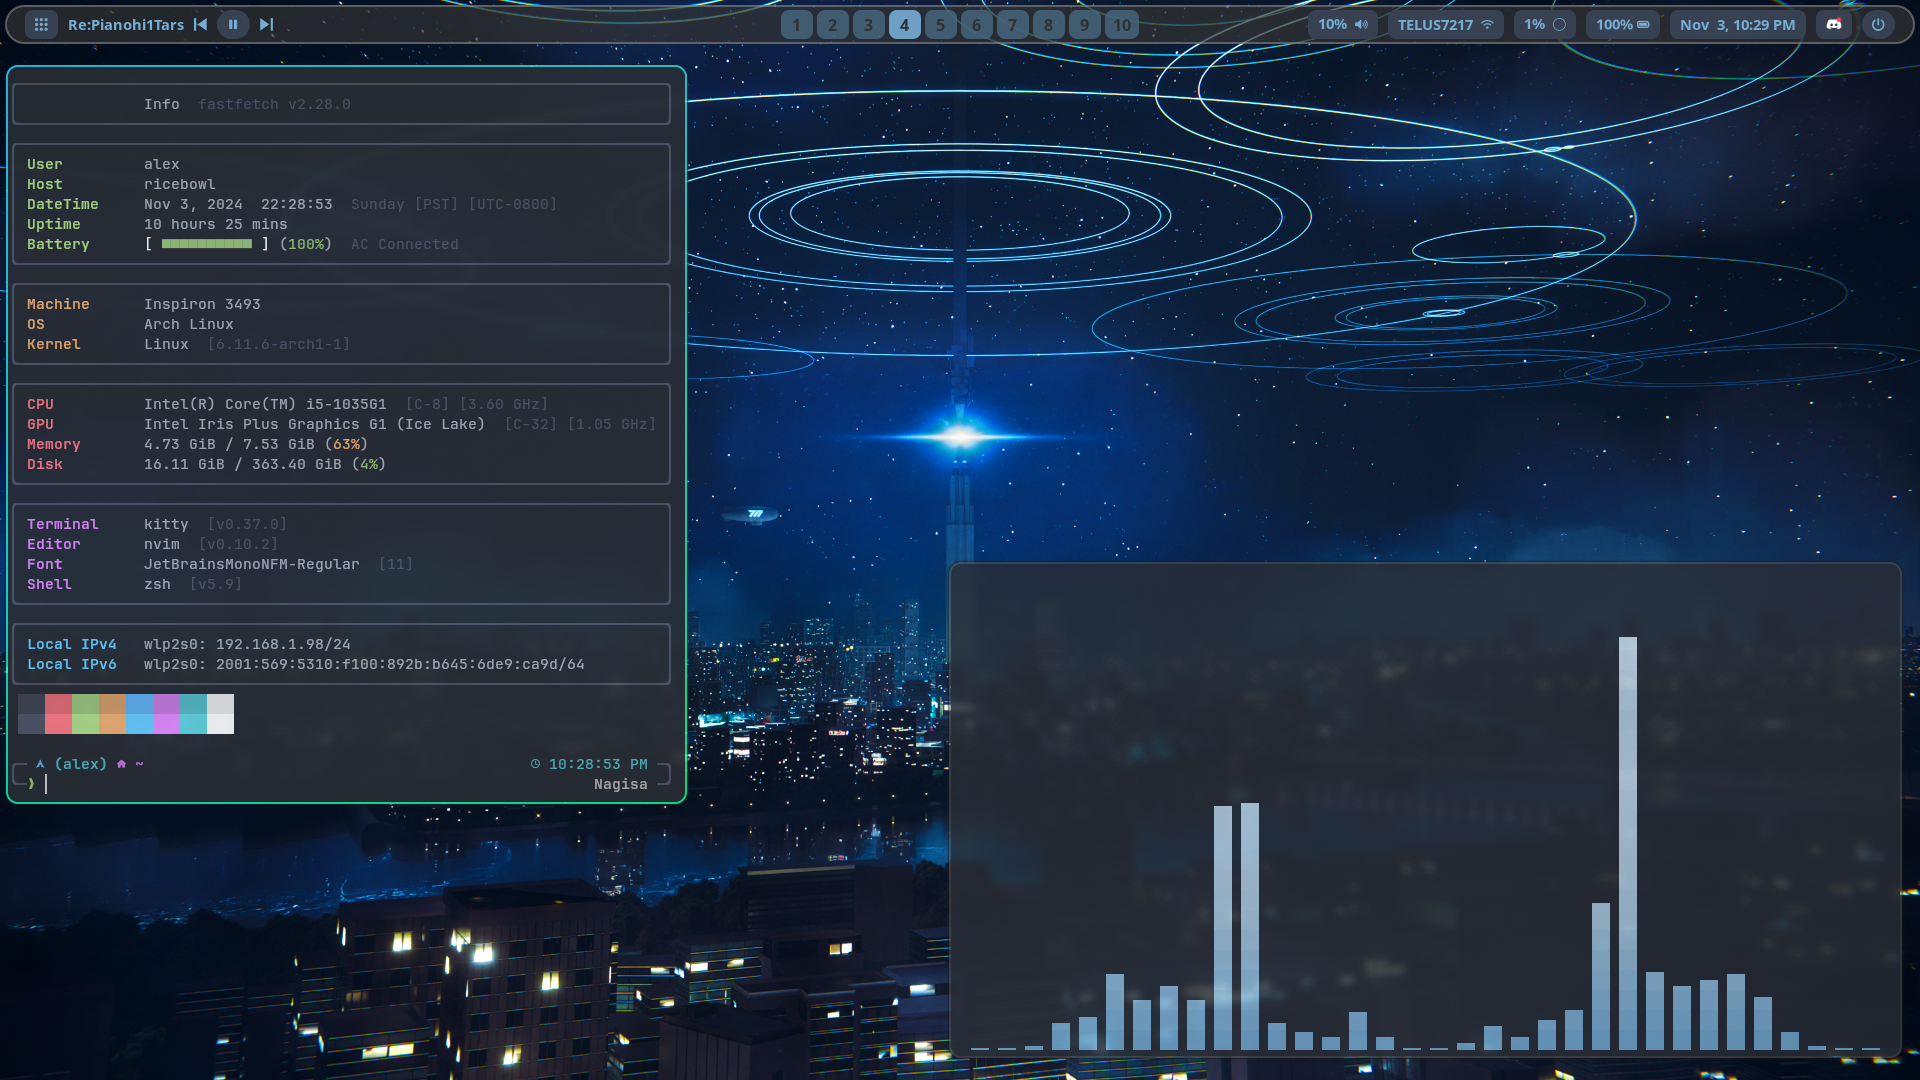 Re:Pianohi1Tars 1 2 3 4 5 6 7 8 9 10 10% TELUS7217 1% 100% Nov  3, 10:29 PM
Info  fastfetch v2.28.0
User alex
Host ricebowl
DateTime Nov 3, 2024  22:28:53  Sunday [PST] [UTC-0800]
Uptime 10 hours 25 mins
Battery [ ■■■■■■■■■■ ] (100%)  AC Connected
Machine Inspiron 3493
OS Arch Linux
Kernel Linux  [6.11.6-arch1-1]
CPU Intel(R) Core(TM) i5-1035G1  [C-8] [3.60 GHz]
GPU Intel Iris Plus Graphics G1 (Ice Lake)  [C-32] [1.05 GHz]
Memory 4.73 GiB / 7.53 GiB (63%)
Disk 16.11 GiB / 363.40 GiB (4%)
Terminal kitty  [v0.37.0]
Editor nvim  [v0.10.2]
Font JetBrainsMonoNFM-Regular  [11]
Shell zsh  [v5.9]
Local IPv4 wlp2s0: 192.168.1.98/24
Local IPv6 wlp2s0: 2001:569:5310:f100:892b:b645:6de9:ca9d/64
(alex) ~ 10:28:53 PM
❯ Nagisa